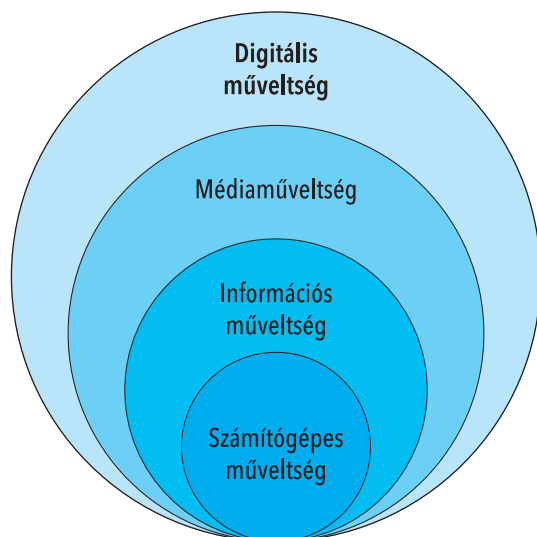 Digitális
műveltség
Médiaműveltség
Információs
műveltség
Számítógépes
műveltség